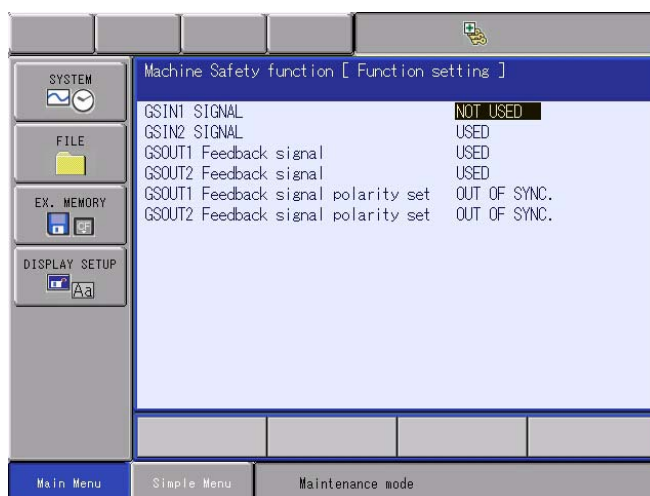 SYSTEM
FILE
EX. MEMORY
CF
DISPLAY SETUP
Aa
Machine Safety function [ Function setting ]
GSIN1 SIGNAL NOT USED
GSIN2 SIGNAL USED
GSOUT1 Feedback signal USED
GSOUT2 Feedback signal USED
GSOUT1 Feedback signal polarity set OUT OF SYNC.
GSOUT2 Feedback signal polarity set OUT OF SYNC.
Main Menu Simple Menu Maintenance mode